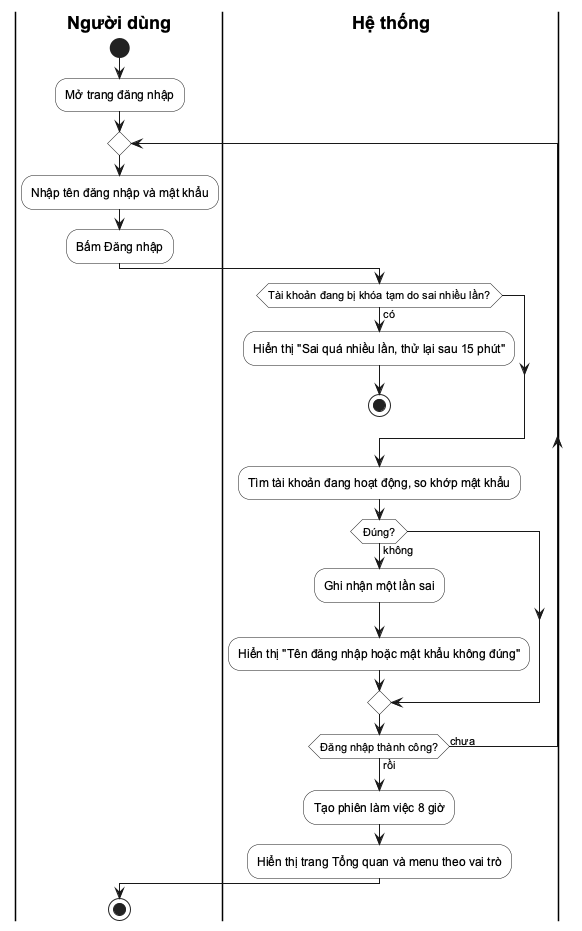 Người dùng
Hệ thống
Mở trang đăng nhập
Nhập tên đăng nhập và mật khẩu
Bấm Đăng nhập
Tài khoản đang bị khóa tạm do sai nhiều lần?
có
Hiển thị "Sai quá nhiều lần, thử lại sau 15 phút"
Tìm tài khoản đang hoạt động, so khớp mật khẩu
Đúng?
không
Ghi nhận một lần sai
Hiển thị "Tên đăng nhập hoặc mật khẩu không đúng"
Đăng nhập thành công?
chưa
rồi
Tạo phiên làm việc 8 giờ
Hiển thị trang Tổng quan và menu theo vai trò